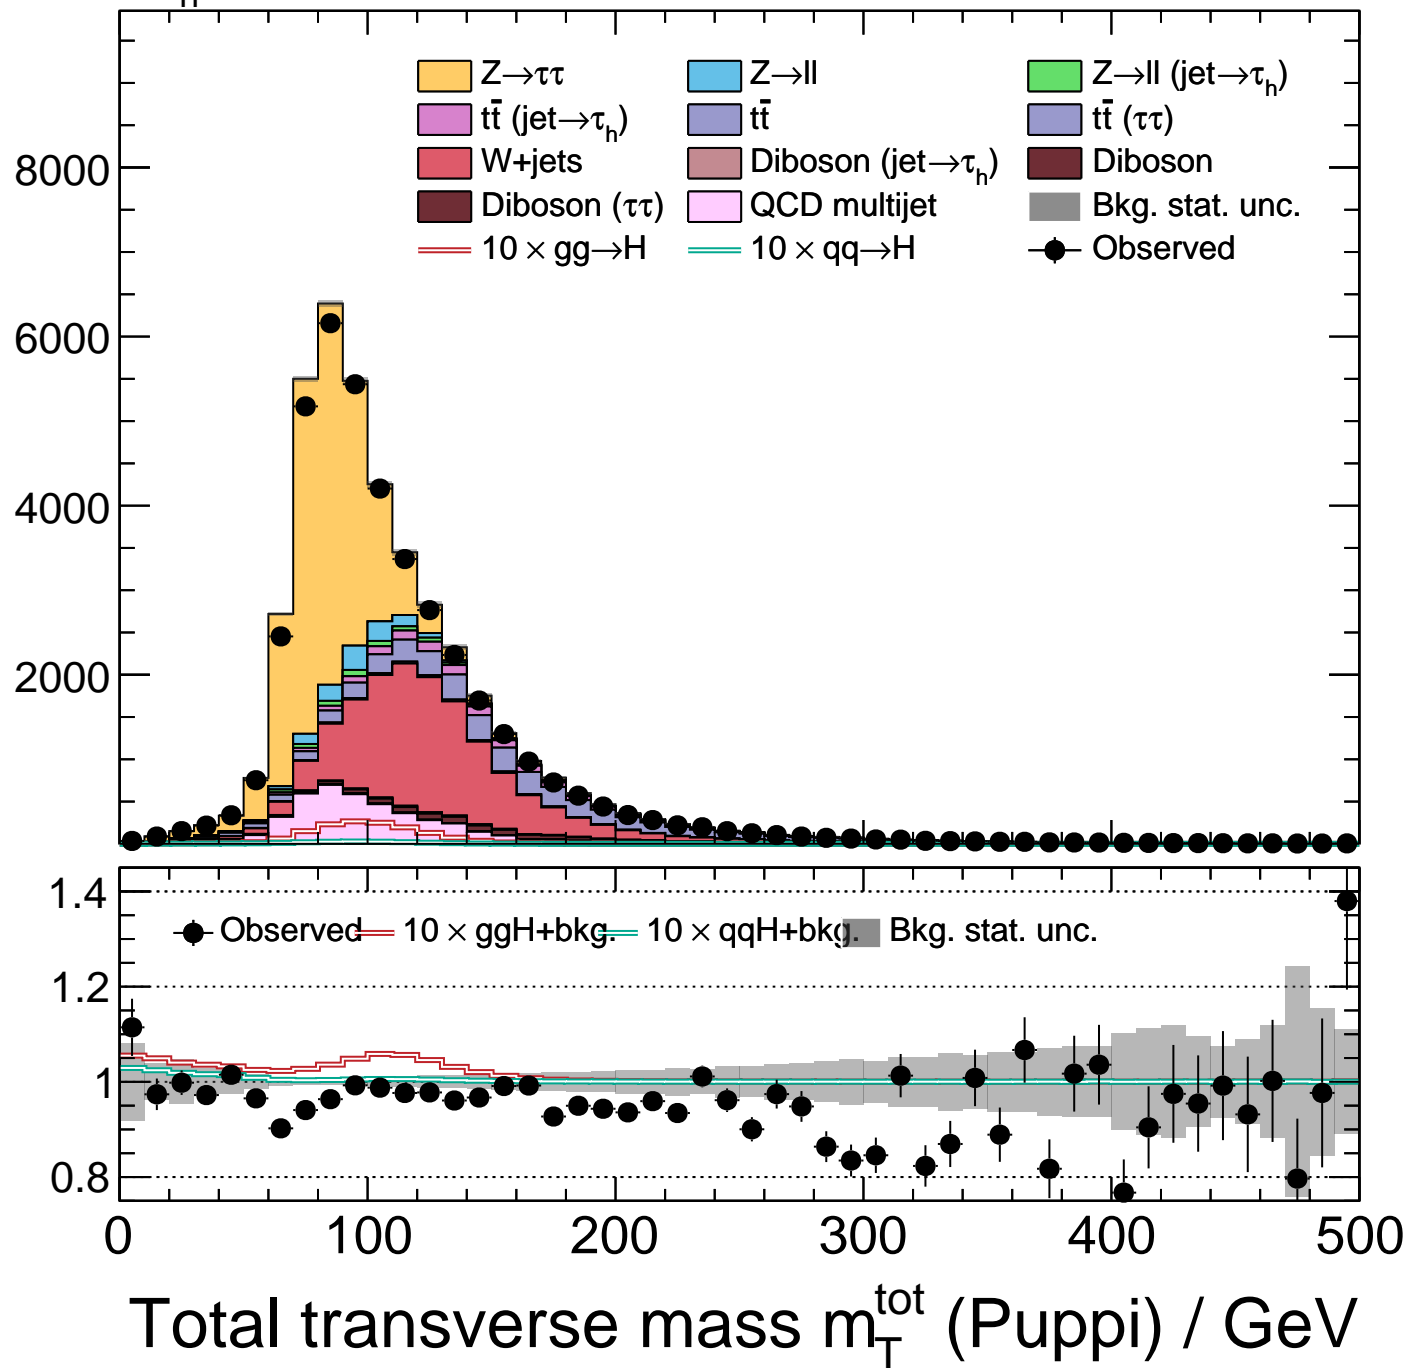 h
Z→ττ Z→ll Z→ll (jet→τh)
tt̄ (jet→τh) tt̄ tt̄ (ττ)
W+jets Diboson (jet→τh) Diboson
Diboson (ττ) QCD multijet Bkg. stat. unc.
10 × gg→H 10 × qq→H Observed
8000
6000
4000
2000
1.4
Observed 10 × ggH+bkg. 10 × qqH+bkg. Bkg. stat. unc.
1.2
1
0.8
0 100 200 300 400 500
Total transverse mass m_T^tot (Puppi) / GeV